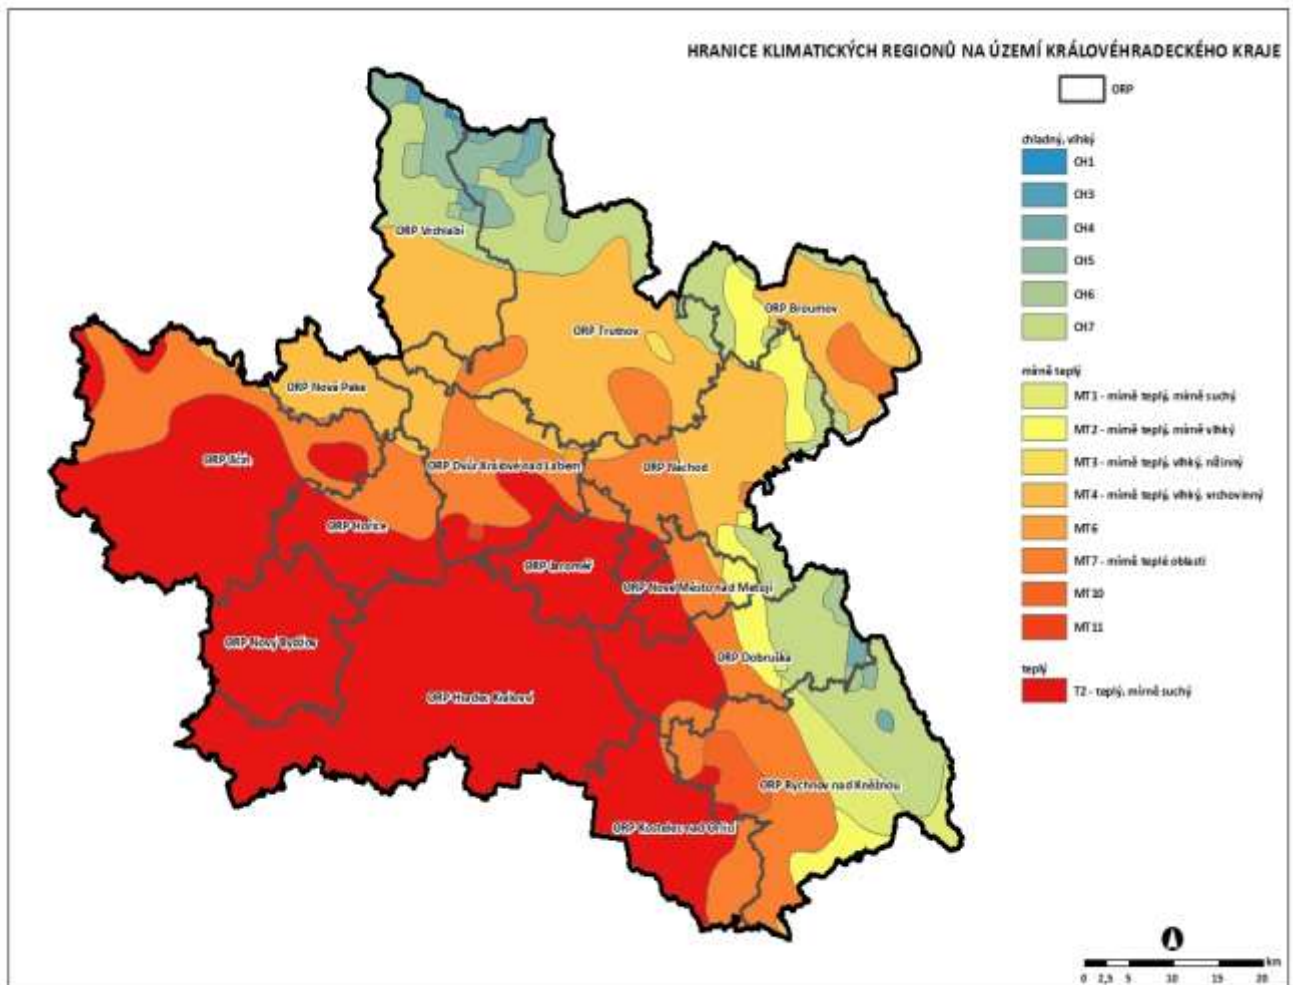 HRANICE KLIMATICKÝCH REGIONŮ NA ÚZEMÍ KRÁLOVÉHRADECKÉHO KRAJE
ORP
chladný, vlhký
CH1
CH3
CH4
CH5
CH6
CH7
mírně teplý
MT1 - mírně teplý, mírně suchý
MT2 - mírně teplý, mírně vlhký
MT3 - mírně teplý, vlhký, nížinný
MT4 - mírně teplý, vlhký, vrchovinný
MT6
MT7 - mírně teplé oblasti
MT10
MT11
teplý
T2 - teplý, mírně suchý
ORP Vrchlabí
ORP Broumov
ORP Trutnov
ORP Nová Paka
ORP Jičín
ORP Dvůr Králové nad Labem
ORP Náchod
ORP Hořice
ORP Jaroměř
ORP Nové Město nad Metují
ORP Nový Bydžov
ORP Dobruška
ORP Hradec Králové
ORP Rychnov nad Kněžnou
ORP Kostelec nad Orlicí
km
0 2,5 5 10 15 20